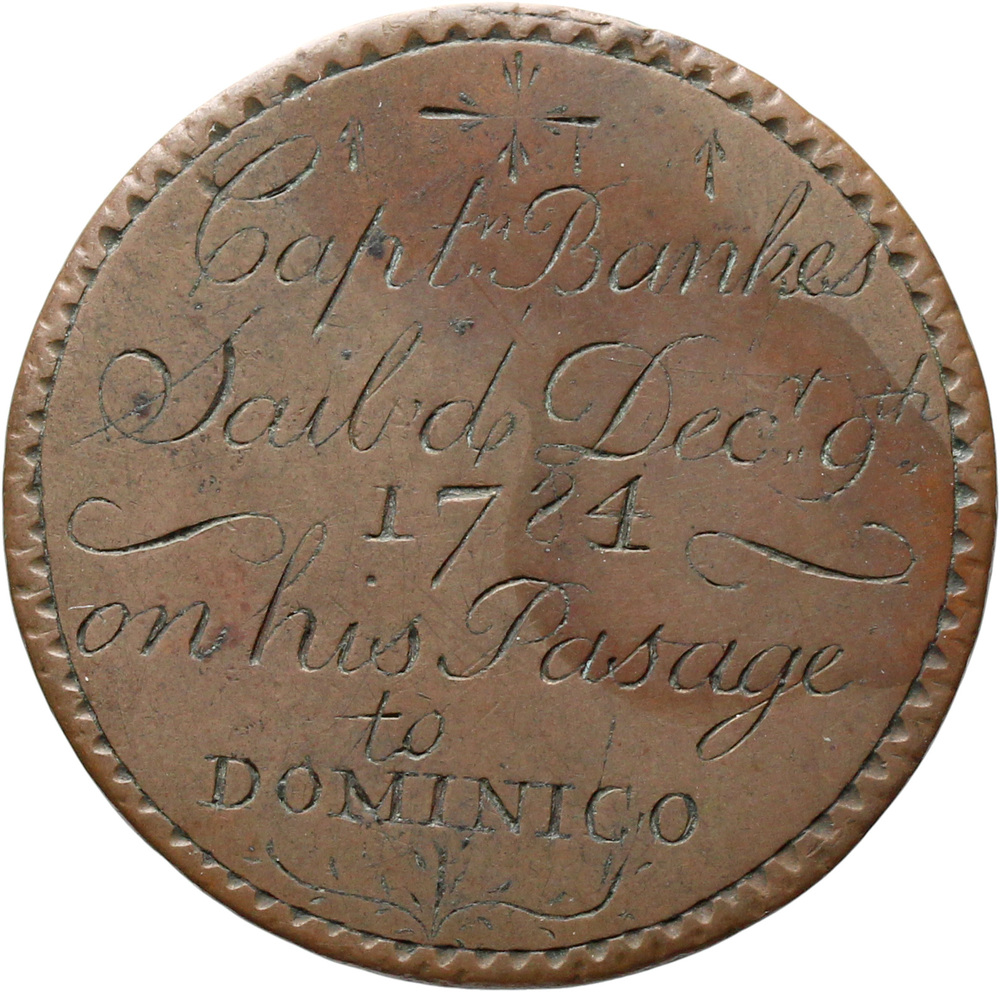 Captn Bankes
Sail'd Decr 9th
1784
on his Pasage
to
DOMINICO